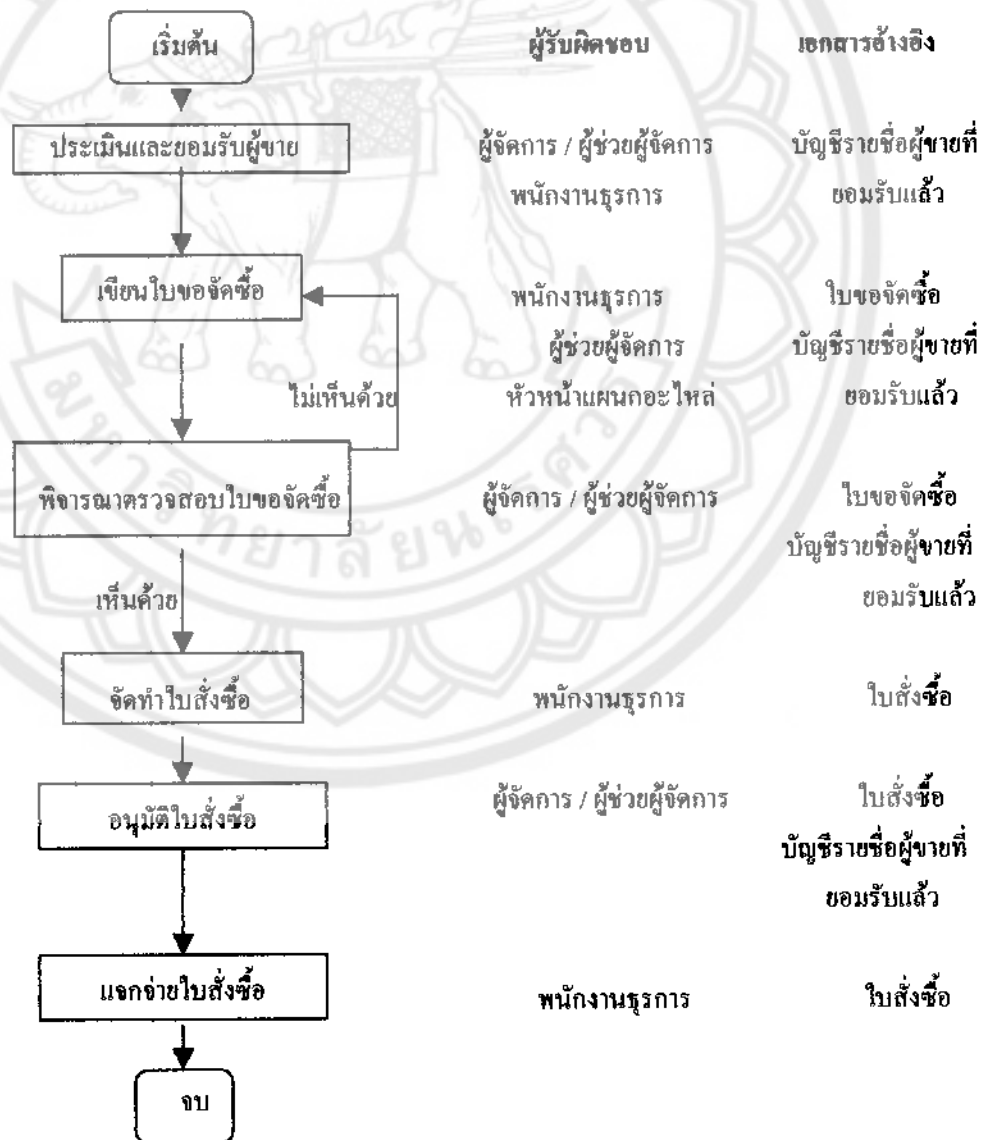 เริ่มต้น ผู้รับผิดชอบ เอกสารอ้างอิง
ประเมินและยอมรับผู้ขาย ผู้จัดการ / ผู้ช่วยผู้จัดการ บัญชีรายชื่อผู้ขายที่
พนักงานธุรการ ยอมรับแล้ว
เขียนใบขอจัดซื้อ พนักงานธุรการ ใบขอจัดซื้อ
ผู้ช่วยผู้จัดการ บัญชีรายชื่อผู้ขายที่
ไม่เห็นด้วย หัวหน้าแผนกอะไหล่ ยอมรับแล้ว
พิจารณาตรวจสอบใบขอจัดซื้อ ผู้จัดการ / ผู้ช่วยผู้จัดการ ใบขอจัดซื้อ
บัญชีรายชื่อผู้ขายที่
เห็นด้วย ยอมรับแล้ว
จัดทำใบสั่งซื้อ พนักงานธุรการ ใบสั่งซื้อ
อนุมัติใบสั่งซื้อ ผู้จัดการ / ผู้ช่วยผู้จัดการ ใบสั่งซื้อ
บัญชีรายชื่อผู้ขายที่
ยอมรับแล้ว
แจกจ่ายใบสั่งซื้อ พนักงานธุรการ ใบสั่งซื้อ
จบ
มหาวิทยาลัยนเรศวร